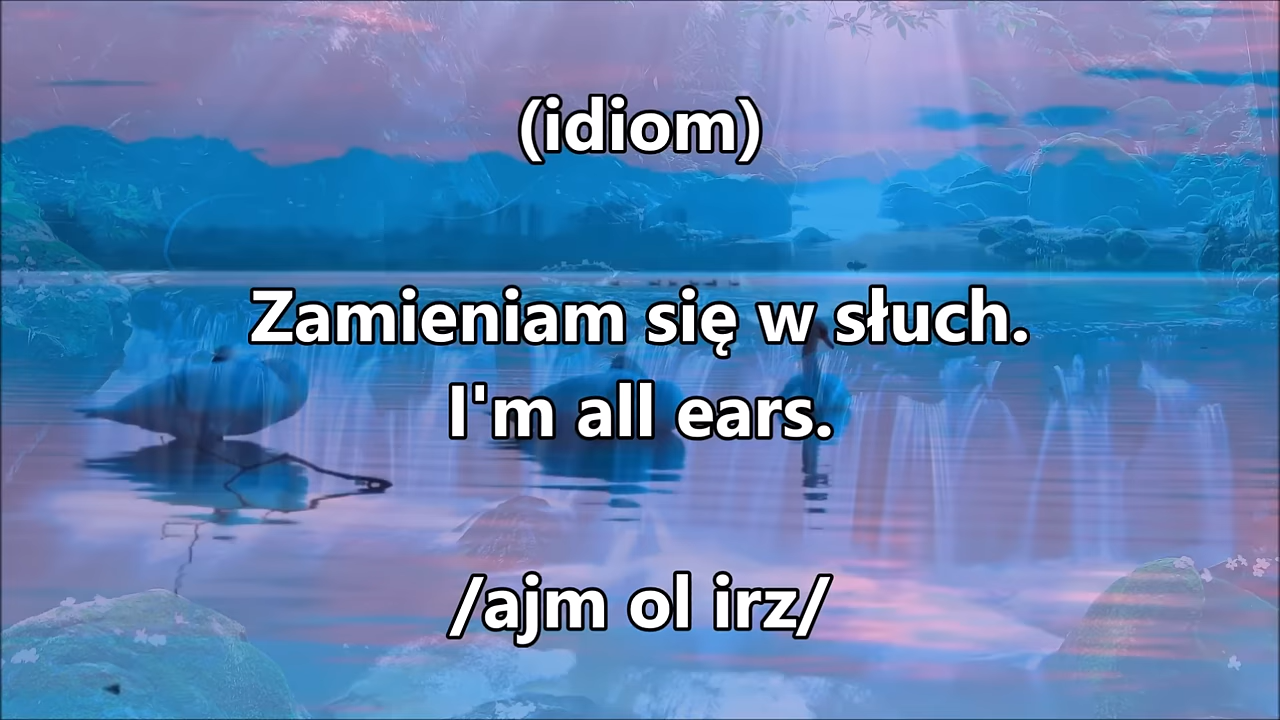 (idiom)
Zamieniam się w słuch.
I'm all ears.
/ajm ol irz/